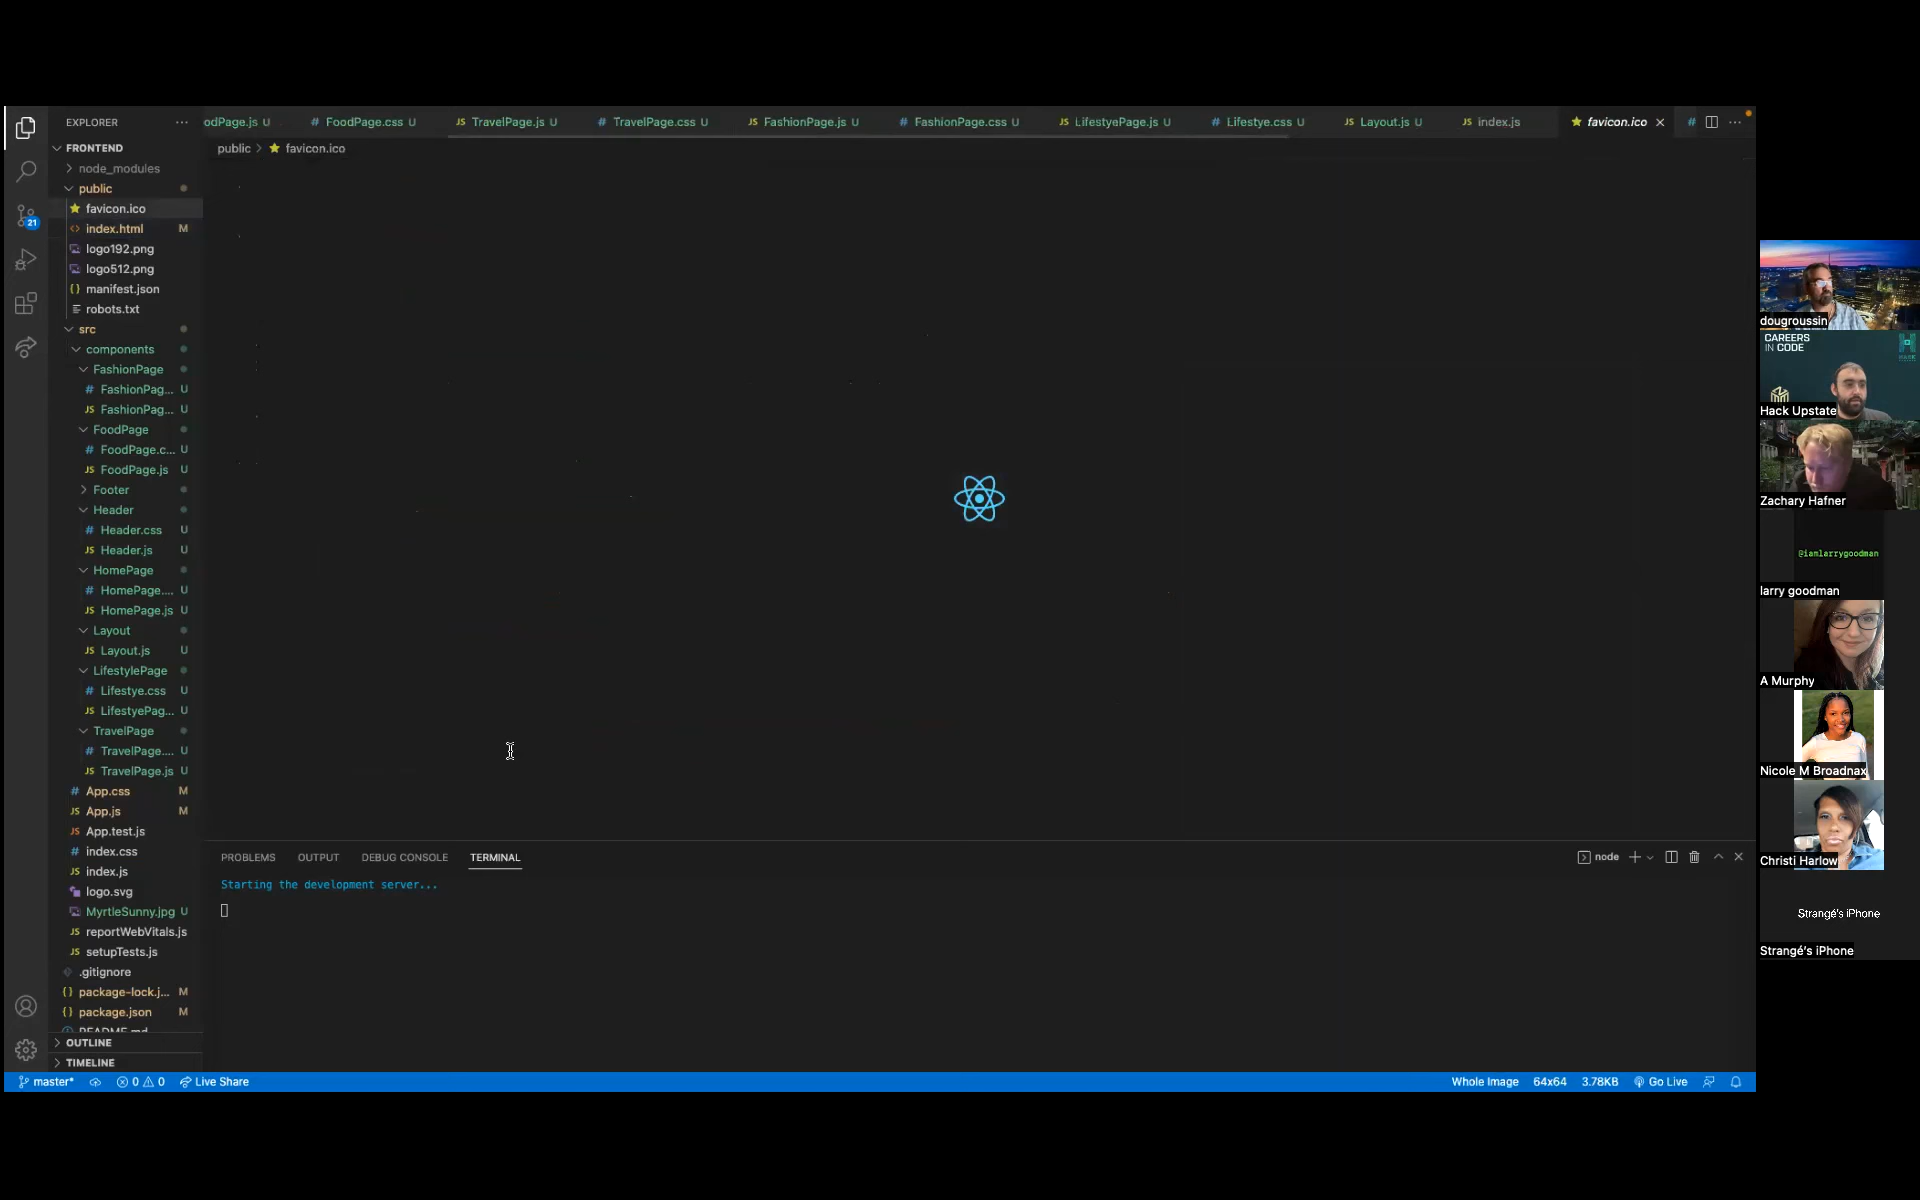 EXPLORER
odPage.js U
FoodPage.css U
TravelPage.js U
TravelPage.css U
FashionPage.js U
FashionPage.css U
LifestyePage.js U
Lifestye.css U
Layout.js U
index.js
favicon.ico
public > favicon.ico
FRONTEND
node_modules
public
favicon.ico
index.html M
logo192.png
logo512.png
manifest.json
robots.txt
src
components
FashionPage
FashionPag... U
FashionPag... U
FoodPage
FoodPage.c... U
FoodPage.js U
Footer
Header
Header.css U
Header.js U
HomePage
HomePage.... U
HomePage.js U
Layout
Layout.js U
LifestylePage
Lifestye.css U
LifestyePag... U
TravelPage
TravelPage.... U
TravelPage.js U
App.css M
App.js M
App.test.js
index.css
index.js
logo.svg
MyrtleSunny.jpg U
reportWebVitals.js
setupTests.js
.gitignore
package-lock.j... M
package.json M
README.md
OUTLINE
TIMELINE
21
PROBLEMS OUTPUT DEBUG CONSOLE TERMINAL
node
Starting the development server...
master* 0 0 Live Share
Whole Image 64x64 3.78KB Go Live
dougroussin
CAREERS
IN CODE
Hack Upstate
Zachary Hafner
@iamlarrygoodman
larry goodman
A Murphy
Nicole M Broadnax
Christi Harlow
Strangé's iPhone
Strangé's iPhone